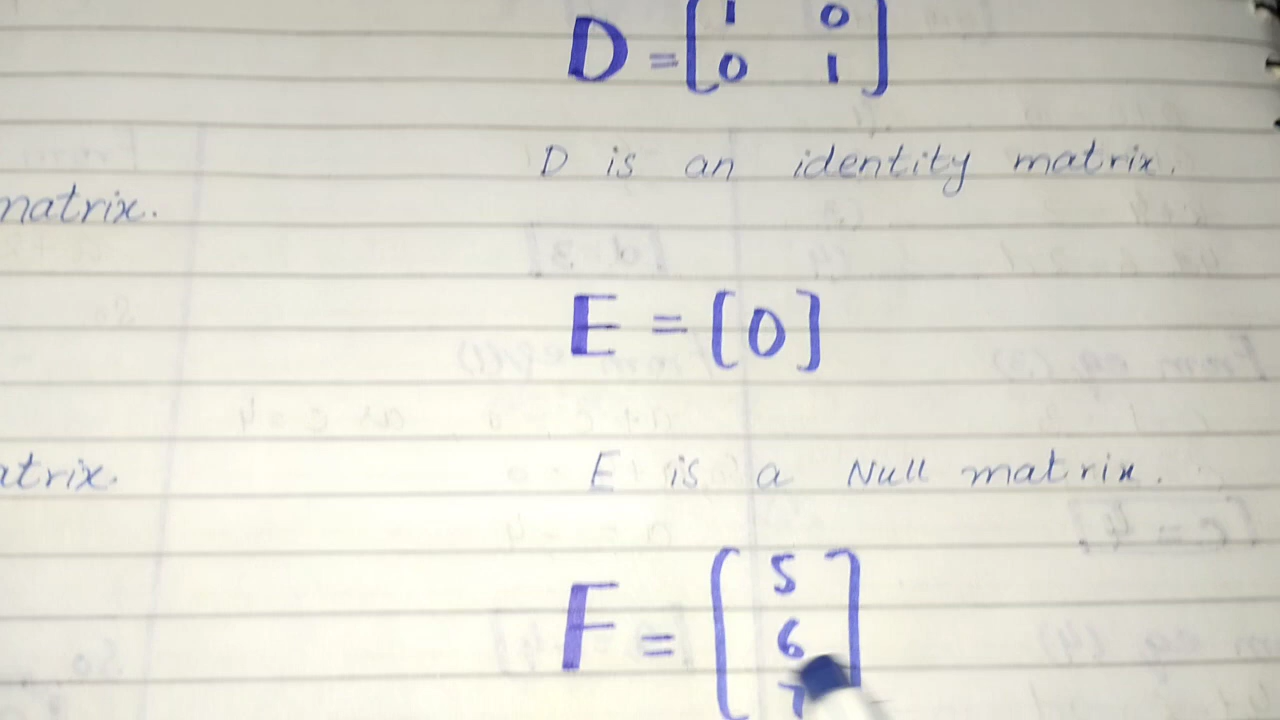 D = [1 0
0 1]
D is an identity matrix.
matrix.
E = [0]
E is a Null matrix.
atrix.
F = [5
6
7]